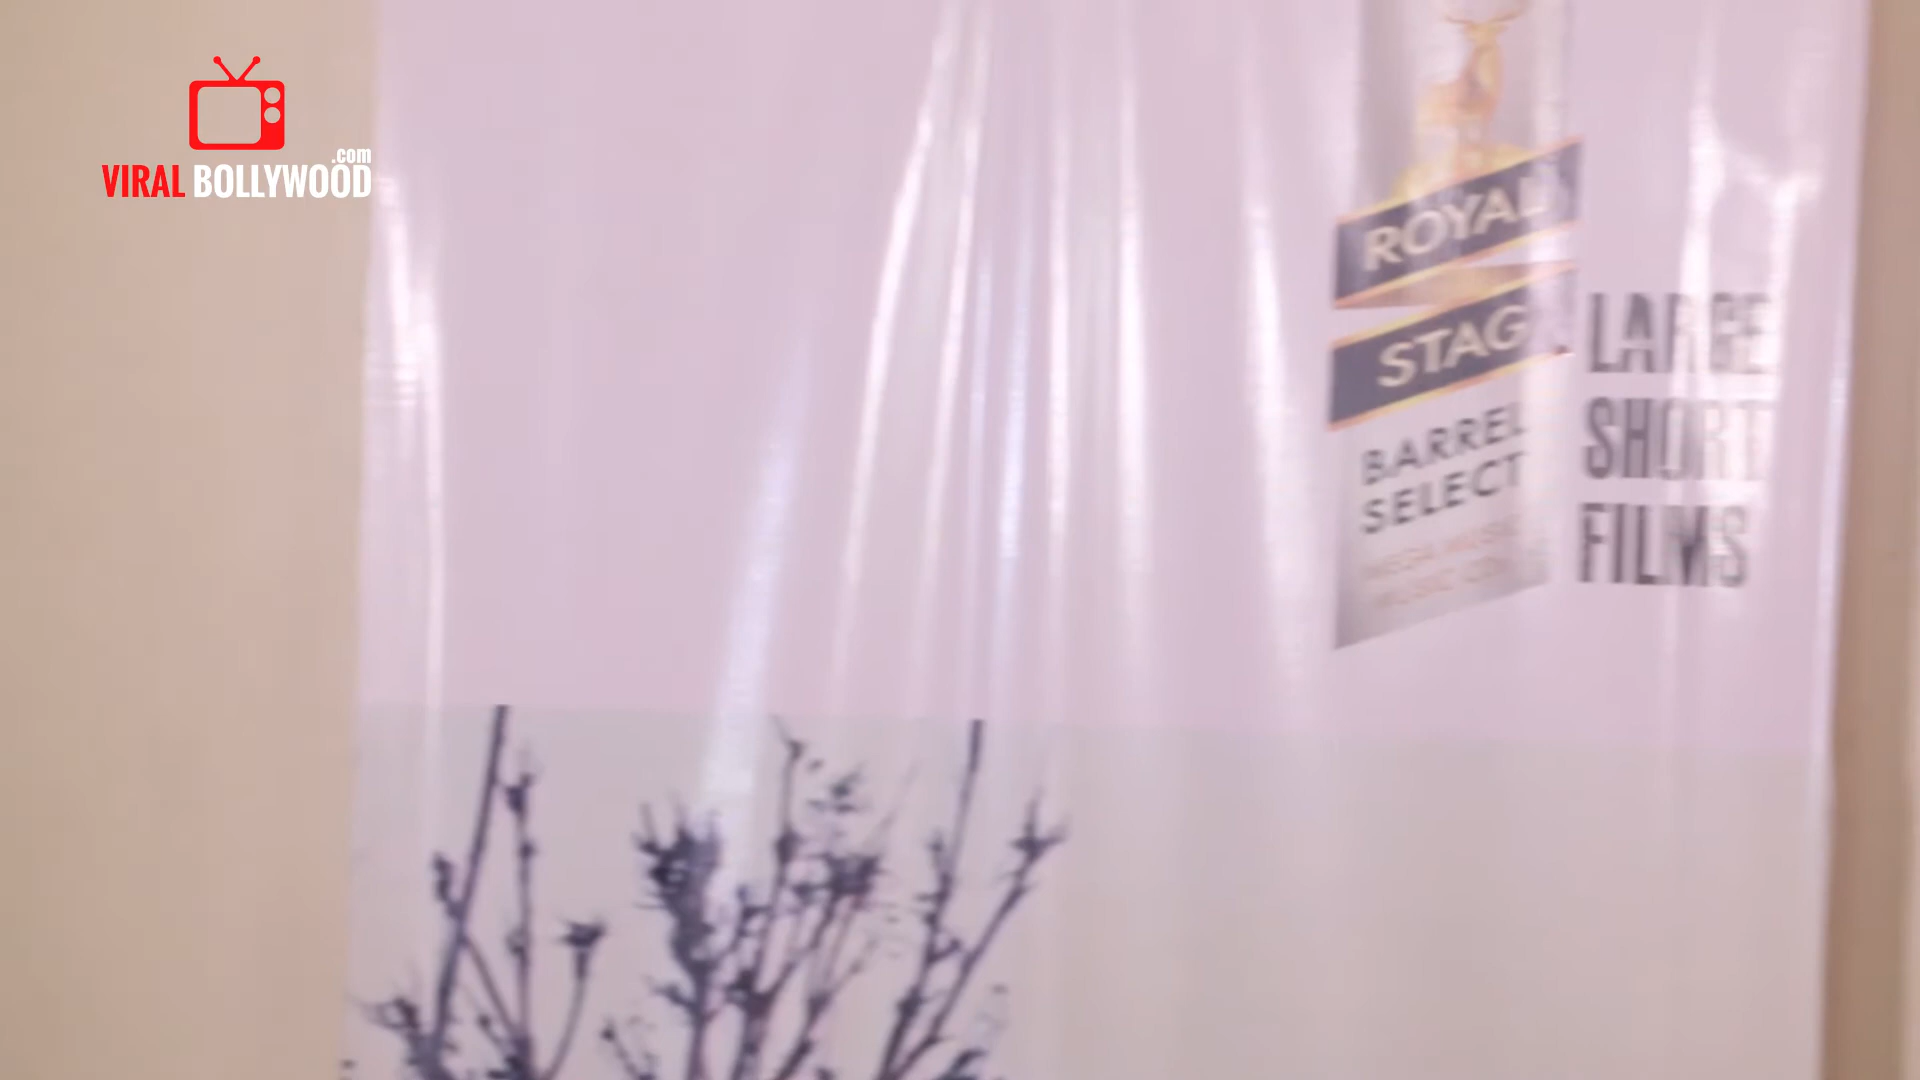 .com
VIRAL BOLLYWOOD
ROYAL
STAG
BARREL
SELECT
LARGE
SHORT
FILMS